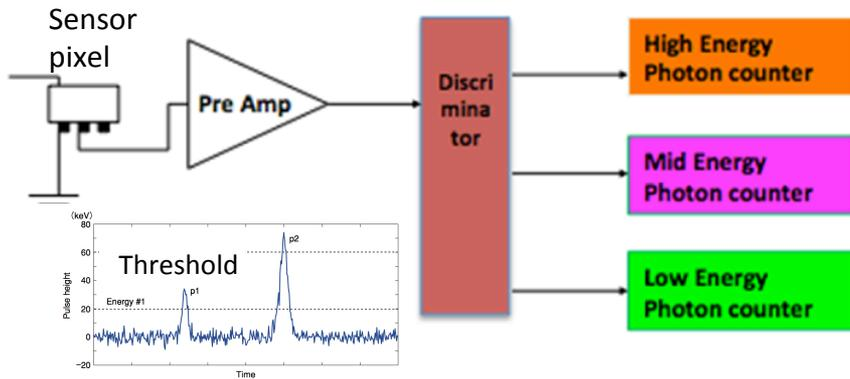 Sensor
pixel
Pre Amp
Discri
mina
tor
High Energy
Photon counter
Mid Energy
Photon counter
Low Energy
Photon counter
(keV)
80
60
40
20
0
−20
Pulse height
Threshold
Energy #1
p1
p2
Time